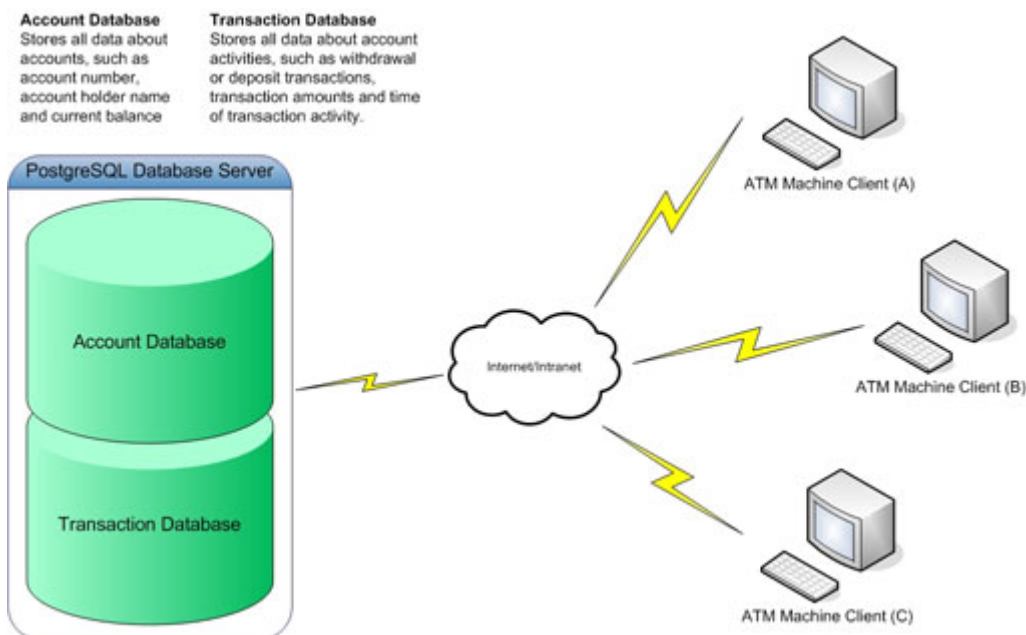 Account Database
Stores all data about
accounts, such as
account number,
account holder name
and current balance
Transaction Database
Stores all data about account
activities, such as withdrawal
or deposit transactions,
transaction amounts and time
of transaction activity.
PostgreSQL Database Server
Account Database
Transaction Database
Internet/Intranet
ATM Machine Client (A)
ATM Machine Client (B)
ATM Machine Client (C)